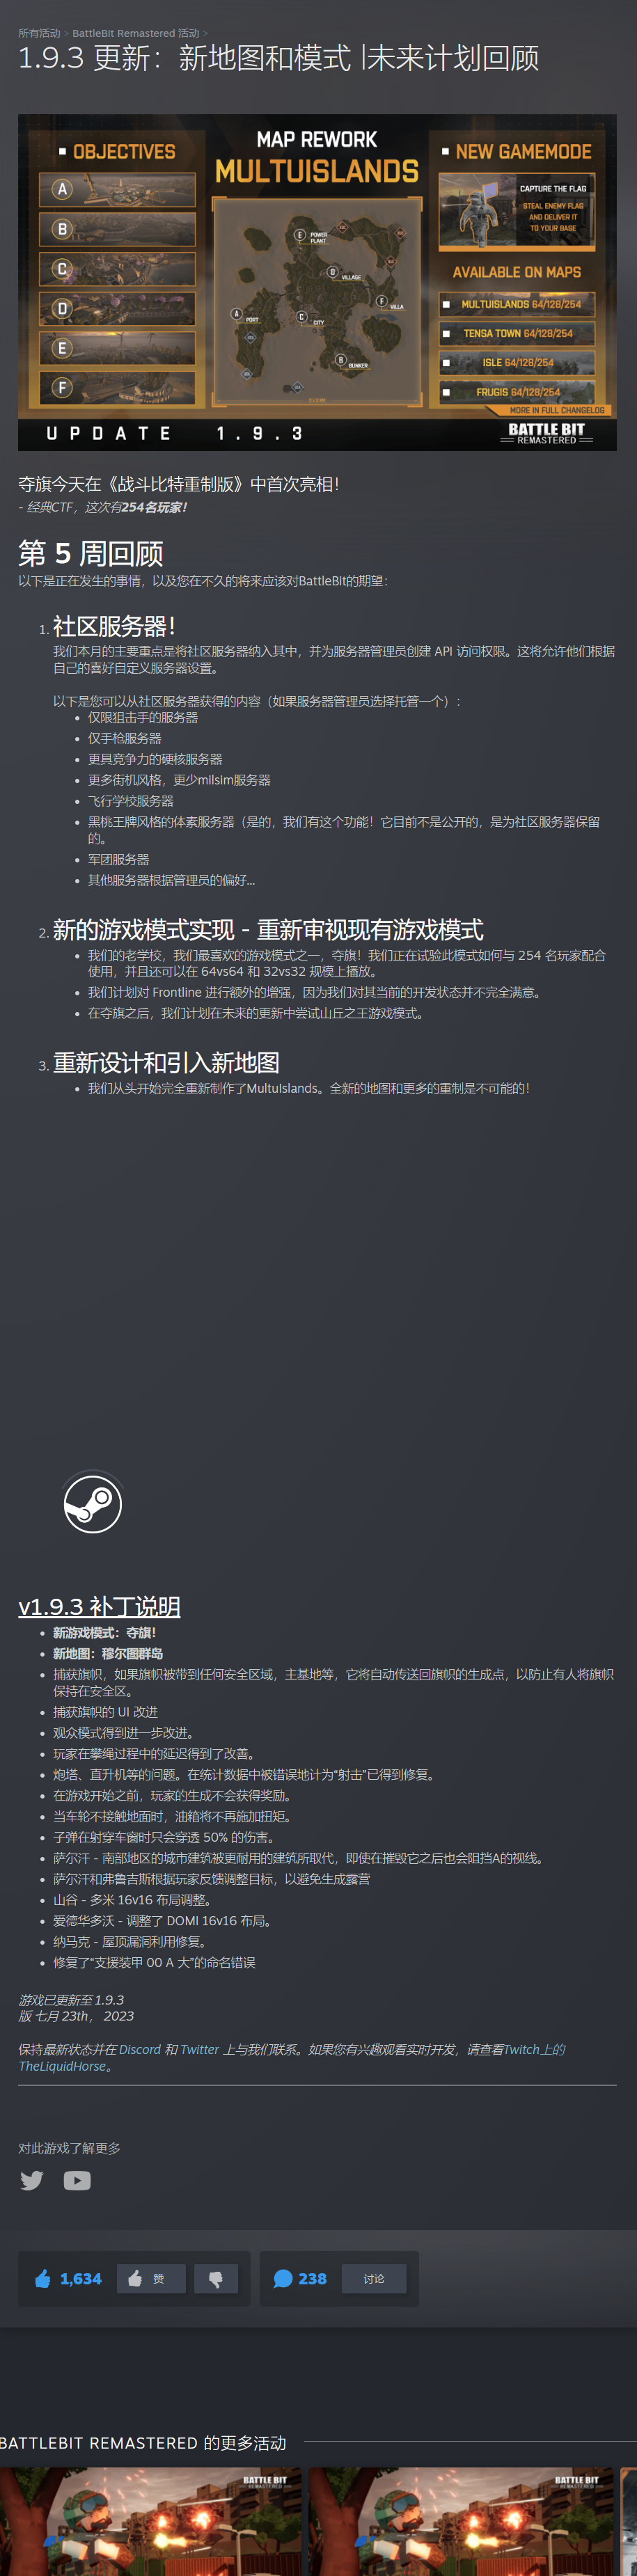 所有活动 > BattleBit Remastered 活动 >
1.9.3 更新：新地图和模式 |未来计划回顾
OBJECTIVES
MAP REWORK
MULTUISLANDS
NEW GAMEMODE
A
B
C
D
E
F
E POWER PLANT
D VILLAGE
F VILLA
A PORT
C CITY
B BUNKER
CAPTURE THE FLAG
STEAL ENEMY FLAG
AND DELIVER IT
TO YOUR BASE
AVAILABLE ON MAPS
MULTUISLANDS 64/128/254
TENSA TOWN 64/128/254
ISLE 64/128/254
FRUGIS 64/128/254
MORE IN FULL CHANGELOG
UPDATE 1.9.3
BATTLE BIT
REMASTERED
夺旗今天在《战斗比特重制版》中首次亮相！
- 经典CTF，这次有254名玩家！
第 5 周回顾
以下是正在发生的事情，以及您在不久的将来应该对BattleBit的期望：
1. 社区服务器！
我们本月的主要重点是将社区服务器纳入其中，并为服务器管理员创建 API 访问权限。这将允许他们根据
自己的喜好自定义服务器设置。
以下是您可以从社区服务器获得的内容（如果服务器管理员选择托管一个）：
• 仅限狙击手的服务器
• 仅手枪服务器
• 更具竞争力的硬核服务器
• 更多街机风格，更少milsim服务器
• 飞行学校服务器
• 黑桃王牌风格的体素服务器（是的，我们有这个功能！它目前不是公开的，是为社区服务器保留
的。
• 军团服务器
• 其他服务器根据管理员的偏好...
2. 新的游戏模式实现 - 重新审视现有游戏模式
• 我们的老学校，我们最喜欢的游戏模式之一，夺旗！我们正在试验此模式如何与 254 名玩家配合
使用，并且还可以在 64vs64 和 32vs32 规模上播放。
• 我们计划对 Frontline 进行额外的增强，因为我们对其当前的开发状态并不完全满意。
• 在夺旗之后，我们计划在未来的更新中尝试山丘之王游戏模式。
3. 重新设计和引入新地图
• 我们从头开始完全重新制作了MultuIslands。全新的地图和更多的重制是不可能的！
v1.9.3 补丁说明
• 新游戏模式：夺旗！
• 新地图：穆尔图群岛
• 捕获旗帜，如果旗帜被带到任何安全区域，主基地等，它将自动传送回旗帜的生成点，以防止有人将旗帜
保持在安全区。
• 捕获旗帜的 UI 改进
• 观众模式得到进一步改进。
• 玩家在攀绳过程中的延迟得到了改善。
• 炮塔、直升机等的问题。在统计数据中被错误地计为“射击”已得到修复。
• 在游戏开始之前，玩家的生成不会获得奖励。
• 当车轮不接触地面时，油箱将不再施加扭矩。
• 子弹在射穿车窗时只会穿透 50% 的伤害。
• 萨尔汗 - 南部地区的城市建筑被更耐用的建筑所取代，即使在摧毁它之后也会阻挡A的视线。
• 萨尔汗和弗鲁吉斯根据玩家反馈调整目标，以避免生成露营
• 山谷 - 多米 16v16 布局调整。
• 爱德华多沃 - 调整了 DOMI 16v16 布局。
• 纳马克 - 屋顶漏洞利用修复。
• 修复了“支援装甲 00 A 大”的命名错误
游戏已更新至 1.9.3
版 七月 23th， 2023
保持最新状态并在 Discord 和 Twitter 上与我们联系。如果您有兴趣观看实时开发，请查看Twitch上的
TheLiquidHorse。
对此游戏了解更多
1,634
赞
238
讨论
BATTLEBIT REMASTERED 的更多活动
BATTLE BIT
REMASTERED
BATTLE BIT
REMASTERED